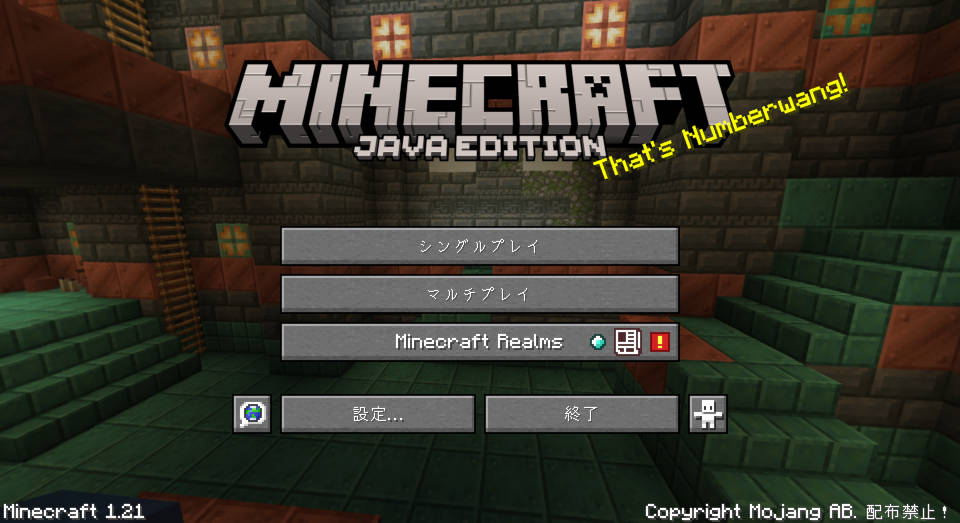 MINECRAFT
JAVA EDITION
That's Numberwang!
シングルプレイ
マルチプレイ
Minecraft Realms
設定...
終了
Minecraft 1.21
Copyright Mojang AB. 配布禁止！